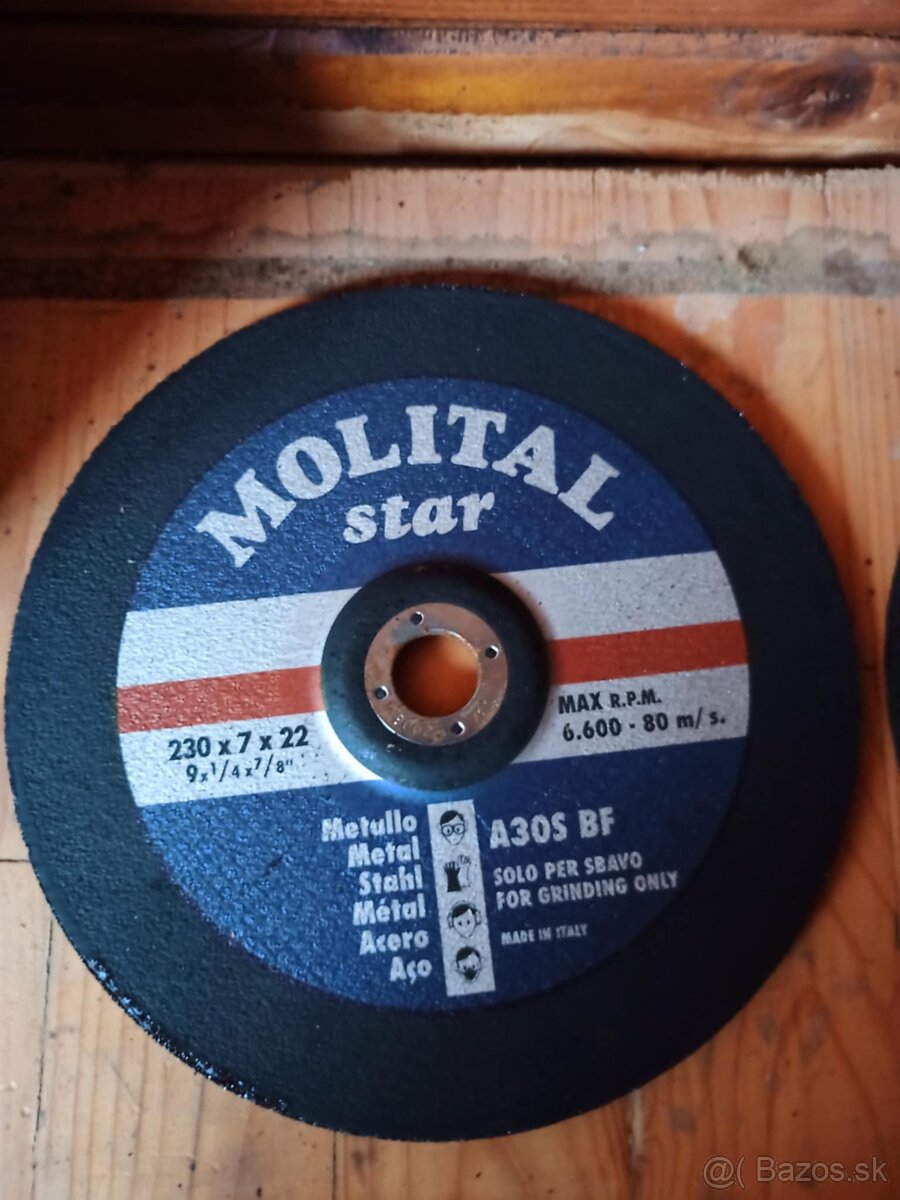 MOLITAL
star
230 x 7 x 22
9x1/4x7/8"
MAX R.P.M.
6.600 - 80 m/s.
Metallo
Metal
Stahl
Métal
Acero
Aço
A30S BF
SOLO PER SBAVO
FOR GRINDING ONLY
MADE IN ITALY
@( Bazos.sk